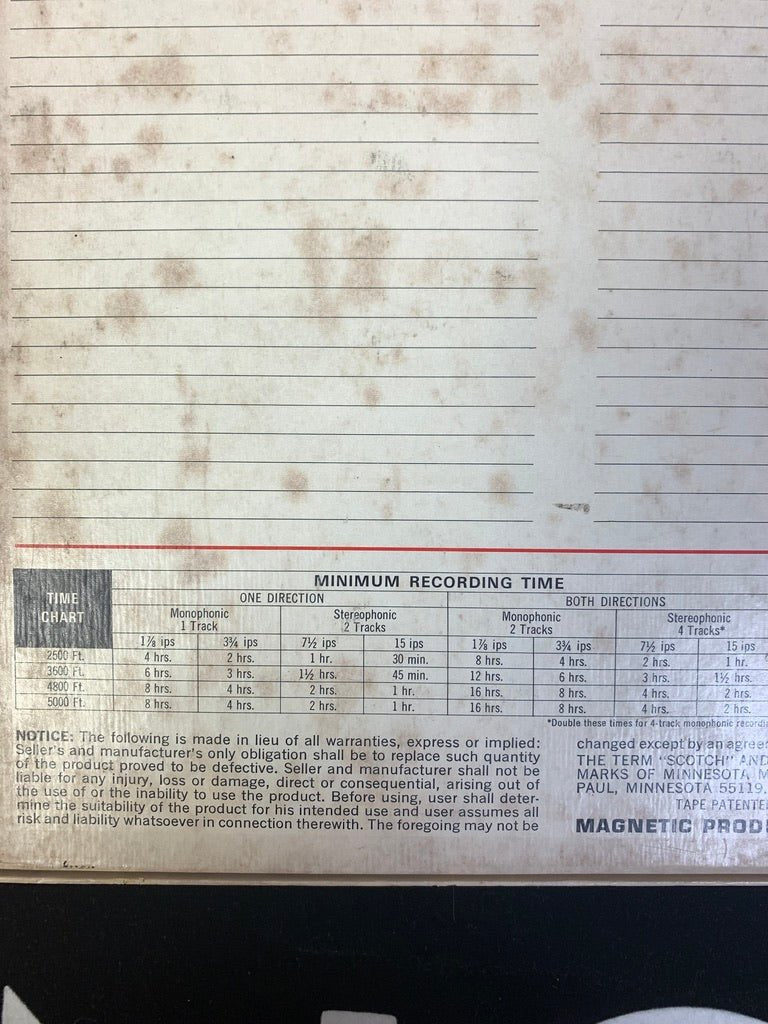 TIME CHART
MINIMUM RECORDING TIME
ONE DIRECTION BOTH DIRECTIONS
Monophonic 1 Track Stereophonic 2 Tracks Monophonic 2 Tracks Stereophonic 4 Tracks*
1⅞ ips 3¾ ips 7½ ips 15 ips 1⅞ ips 3¾ ips 7½ ips 15 ips
2500 Ft. 4 hrs. 2 hrs. 1 hr. 30 min. 8 hrs. 4 hrs. 2 hrs. 1 hr.
3600 Ft. 6 hrs. 3 hrs. 1½ hrs. 45 min. 12 hrs. 6 hrs. 3 hrs. 1½ hrs.
4800 Ft. 8 hrs. 4 hrs. 2 hrs. 1 hr. 16 hrs. 8 hrs. 4 hrs. 2 hrs.
5000 Ft. 8 hrs. 4 hrs. 2 hrs. 1 hr. 16 hrs. 8 hrs. 4 hrs. 2 hrs.
*Double these times for 4-track monophonic
NOTICE: The following is made in lieu of all warranties, express or implied:
Seller's and manufacturer's only obligation shall be to replace such quantity
of the product proved to be defective. Seller and manufacturer shall not be
liable for any injury, loss or damage, direct or consequential, arising out of
the use of or the inability to use the product. Before using, user shall deter-
mine the suitability of the product for his intended use and user assumes all
risk and liability whatsoever in connection therewith. The foregoing may not be
changed except by an
THE TERM "SCOTCH" AND
MARKS OF MINNESOTA M
PAUL, MINNESOTA 55119.
TAPE
MAGNETIC